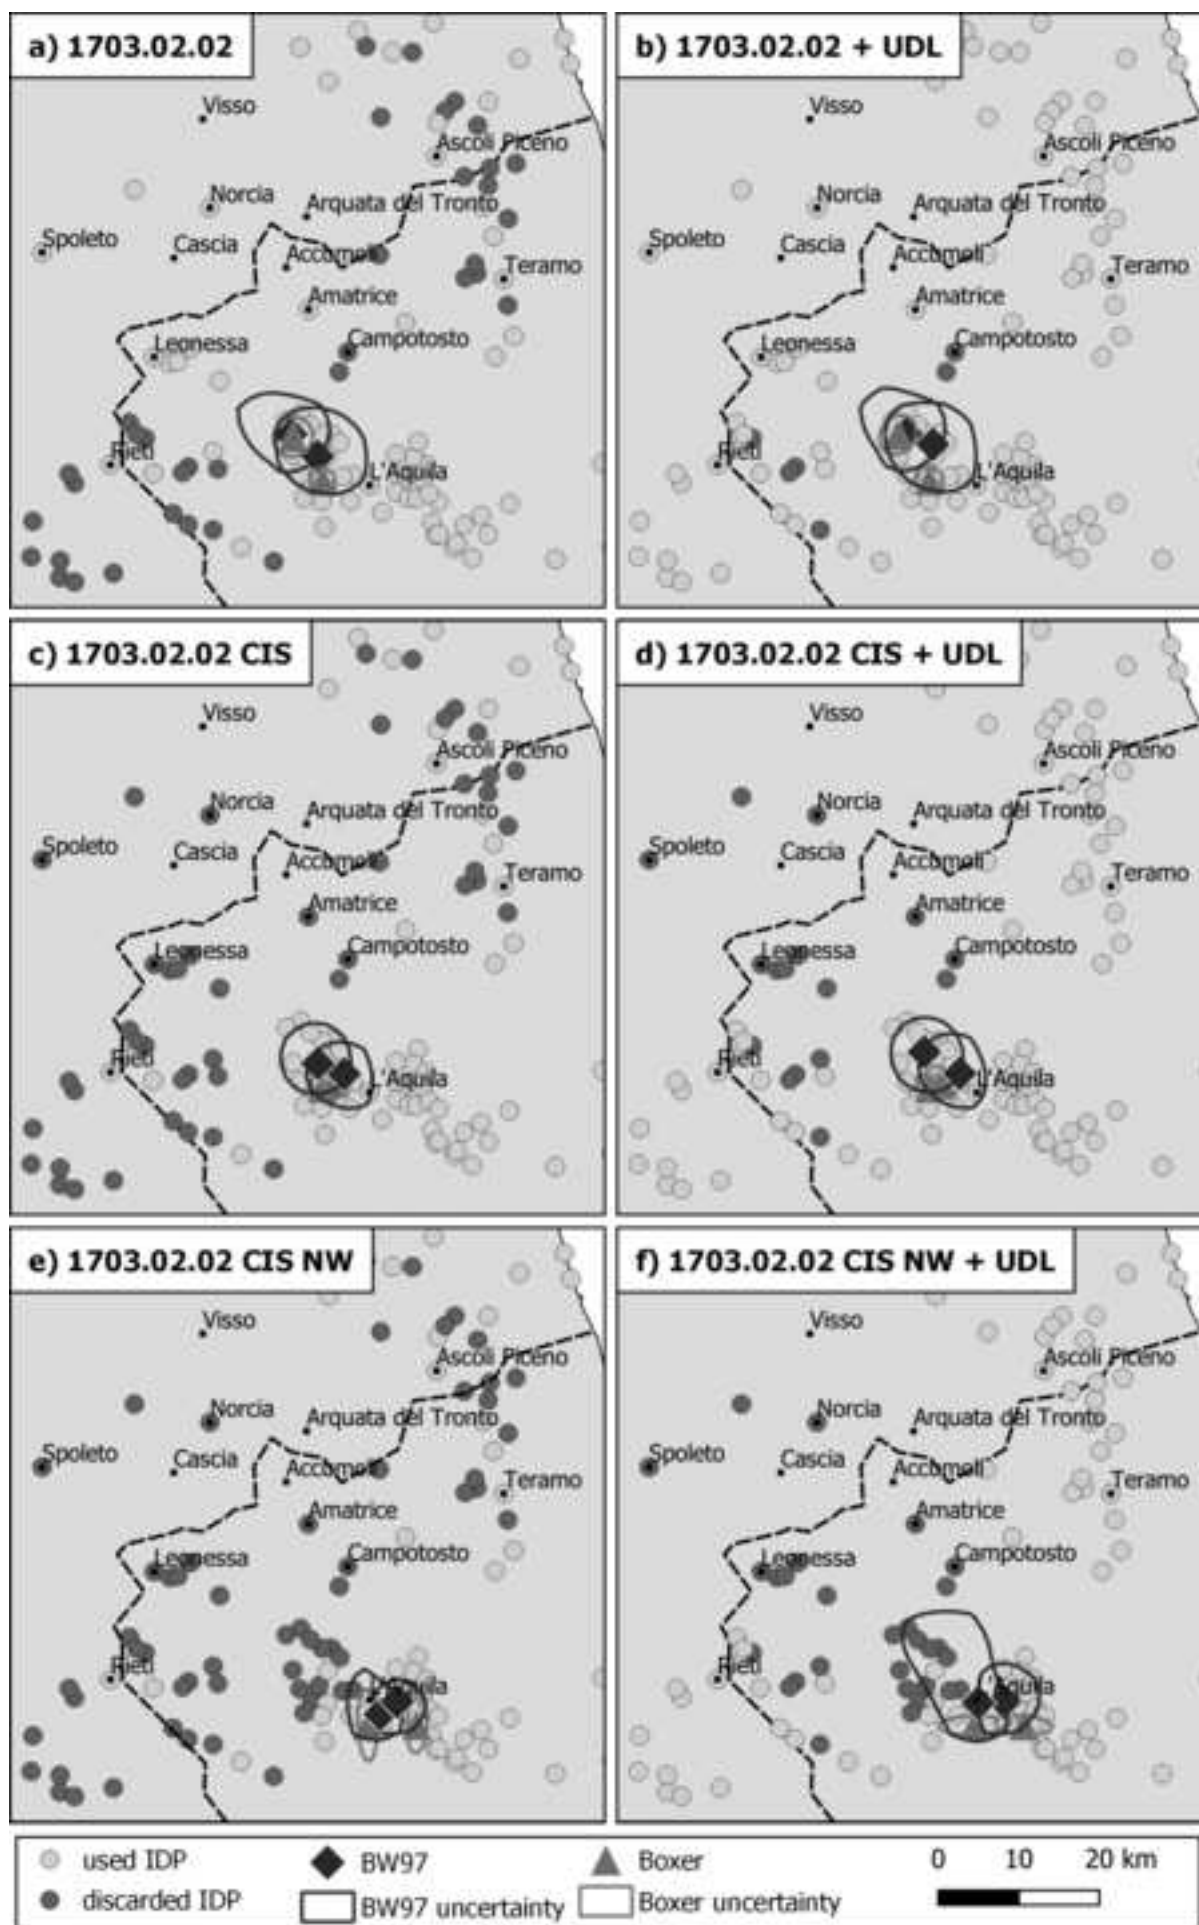 a) 1703.02.02
b) 1703.02.02 + UDL
Visso
Visso
Ascoli Piceno
Ascoli Piceno
Norcia
Arquata del Tronto
Norcia
Arquata del Tronto
Spoleto
Cascia
Accumoli
Teramo
Spoleto
Cascia
Accumoli
Teramo
Amatrice
Amatrice
Leonessa
Campotosto
Leonessa
Campotosto
Rieti
L'Aquila
Rieti
L'Aquila
c) 1703.02.02 CIS
d) 1703.02.02 CIS + UDL
Visso
Visso
Ascoli Piceno
Ascoli Piceno
Norcia
Arquata del Tronto
Norcia
Arquata del Tronto
Spoleto
Cascia
Accumoli
Teramo
Spoleto
Cascia
Accumoli
Teramo
Amatrice
Amatrice
Leonessa
Campotosto
Leonessa
Campotosto
Rieti
L'Aquila
Rieti
L'Aquila
e) 1703.02.02 CIS NW
f) 1703.02.02 CIS NW + UDL
Visso
Visso
Ascoli Piceno
Ascoli Piceno
Norcia
Arquata del Tronto
Norcia
Arquata del Tronto
Spoleto
Cascia
Accumoli
Teramo
Spoleto
Cascia
Accumoli
Teramo
Amatrice
Amatrice
Leonessa
Campotosto
Leonessa
Campotosto
Rieti
L'Aquila
Rieti
L'Aquila
used IDP
BW97
Boxer
0 10 20 km
discarded IDP
BW97 uncertainty
Boxer uncertainty